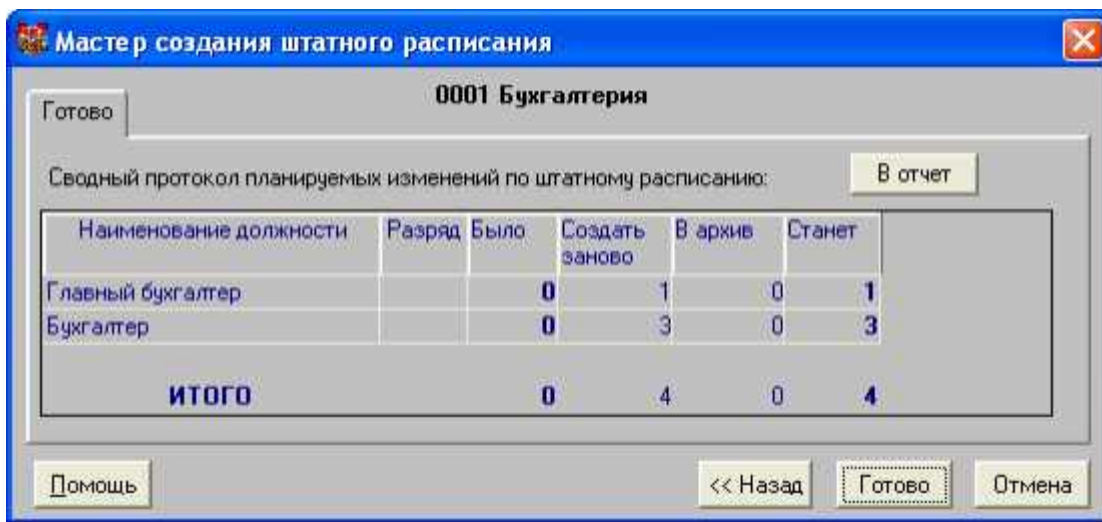 Мастер создания штатного расписания
0001 Бухгалтерия
Готово
Сводный протокол планируемых изменений по штатному расписанию: В отчет
Наименование должности Разряд Было Создать заново В архив Станет
Главный бухгалтер 0 1 0 1
Бухгалтер 0 3 0 3
ИТОГО 0 4 0 4
Помощь << Назад Готово Отмена